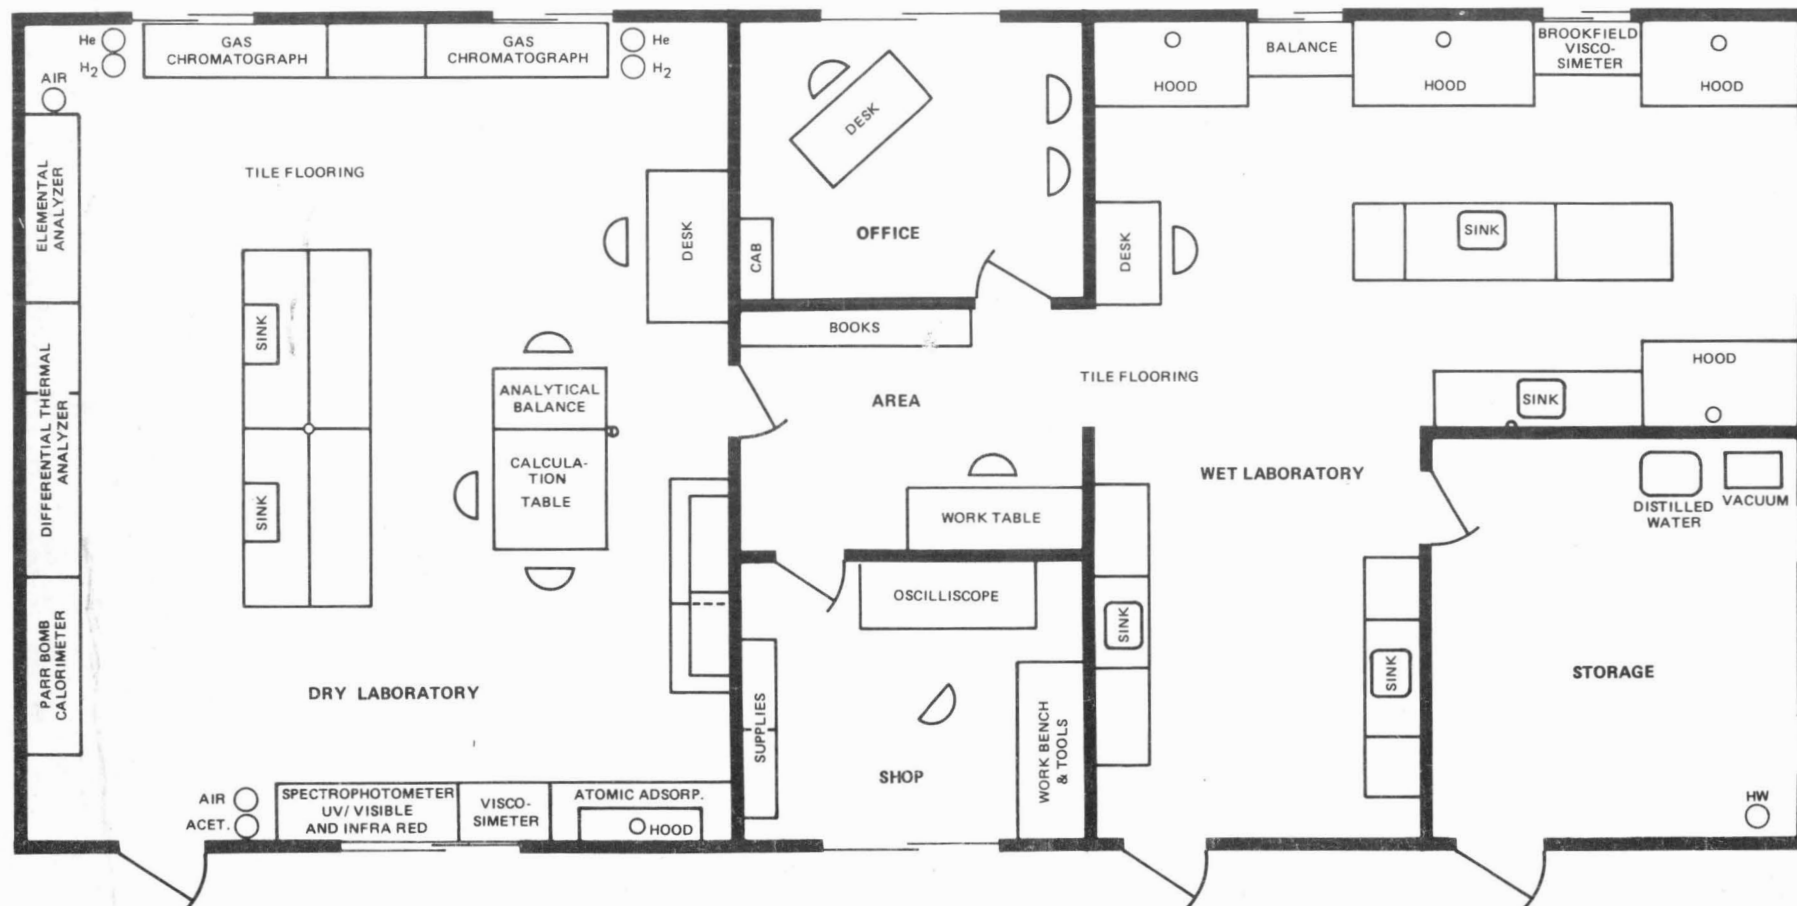 He
H2
GAS
CHROMATOGRAPH
GAS
CHROMATOGRAPH
He
H2
AIR
ELEMENTAL
ANALYZER
DIFFERENTIAL THERMAL
ANALYZER
PARR BOMB
CALORIMETER
TILE FLOORING
SINK
SINK
DESK
ANALYTICAL
BALANCE
CALCULA-
TION
TABLE
DRY LABORATORY
AIR
ACET.
SPECTROPHOTOMETER
UV/ VISIBLE
AND INFRA RED
VISCO-
SIMETER
ATOMIC ADSORP.
HOOD
DESK
CAB
OFFICE
BOOKS
AREA
WORK TABLE
OSCILLISCOPE
SUPPLIES
SHOP
WORK BENCH
& TOOLS
HOOD
BALANCE
HOOD
BROOKFIELD
VISCO-
SIMETER
HOOD
DESK
SINK
TILE FLOORING
HOOD
SINK
WET LABORATORY
SINK
SINK
DISTILLED
WATER
VACUUM
STORAGE
HW